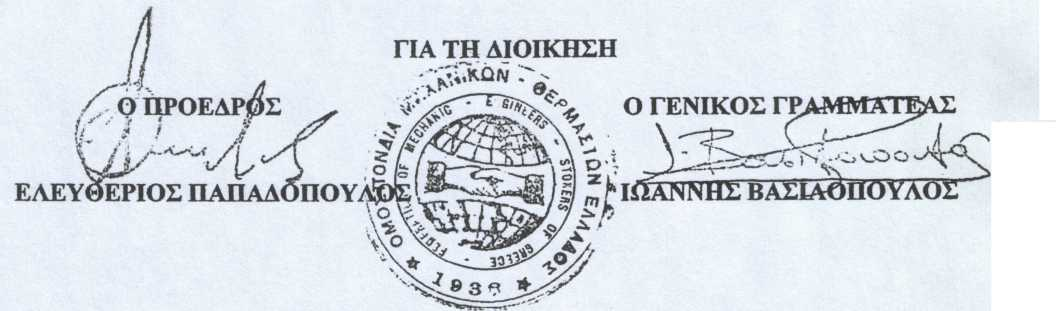 ΓΙΑ ΤΗ ΔΙΟΙΚΗΣΗ
Ο ΠΡΟΕΔΡΟΣ
Ο ΓΕΝΙΚΟΣ ΓΡΑΜΜΑΤΕΑΣ
ΕΛΕΥΘΕΡΙΟΣ ΠΑΠΑΔΟΠΟΥΛΟΣ
ΙΩΑΝΝΗΣ ΒΑΣΙΛΟΠΟΥΛΟΣ
ΟΜΟΣΠΟΝΔΙΑ ΜΗΧΑΝΙΚΩΝ - ΘΕΡΜΑΣΤΩΝ ΕΛΛΑΔΟΣ
FEDERATION OF MECHANIC - ENGINEERS - STOKERS OF GREECE -